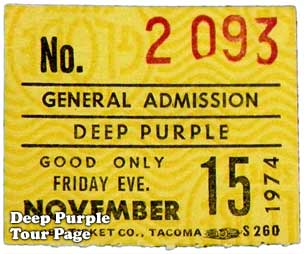 No. 2 093
GENERAL ADMISSION
DEEP PURPLE
GOOD ONLY
FRIDAY EVE.
NOVEMBER 15 1974
CO., TACOMA S 260
Deep Purple
Tour Page